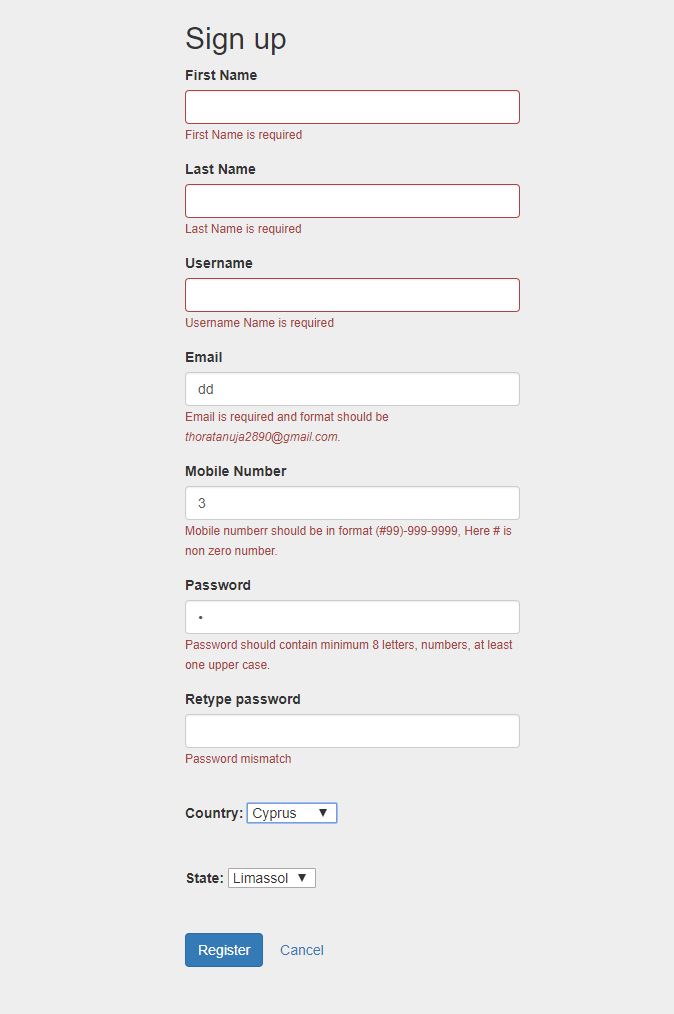 Sign up
First Name
First Name is required
Last Name
Last Name is required
Username
Username Name is required
Email
dd
Email is required and format should be
thoratanuja2890@gmail.com.
Mobile Number
3
Mobile numberr should be in format (#99)-999-9999, Here # is
non zero number.
Password
•
Password should contain minimum 8 letters, numbers, at least
one upper case.
Retype password
Password mismatch
Country: Cyprus ▼
State: Limassol ▼
Register Cancel